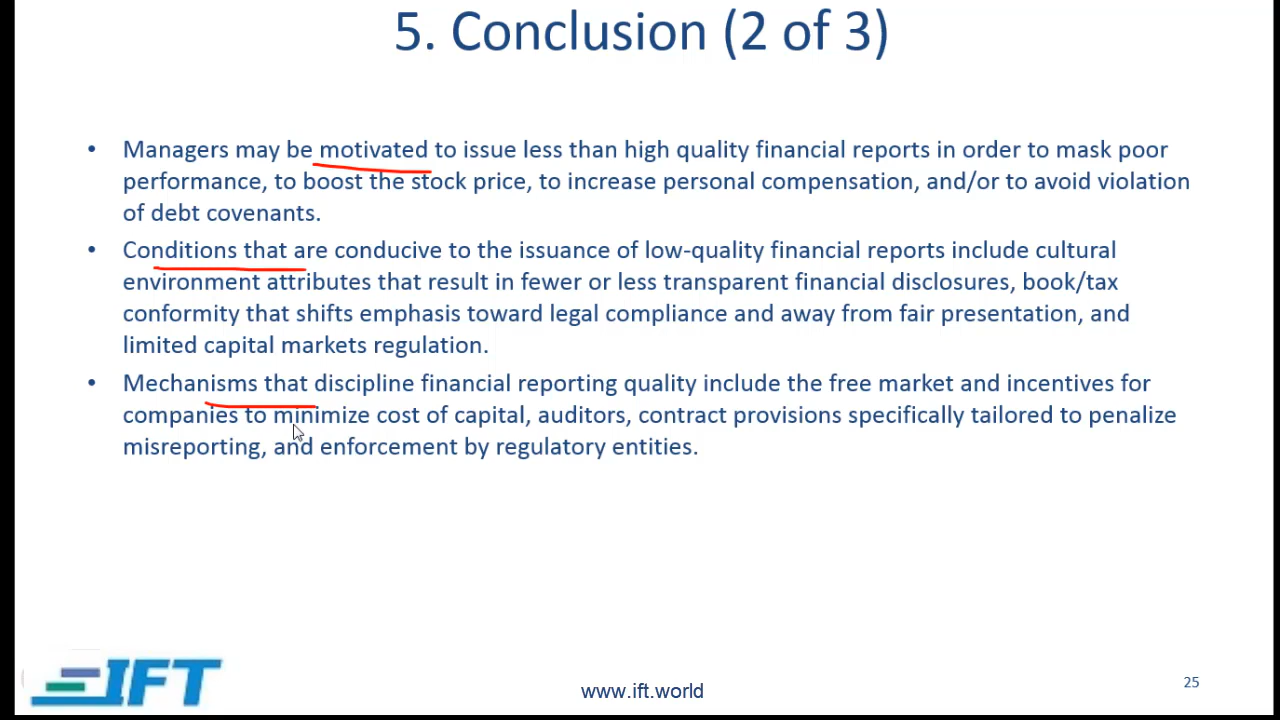 5. Conclusion (2 of 3)
• Managers may be motivated to issue less than high quality financial reports in order to mask poor
performance, to boost the stock price, to increase personal compensation, and/or to avoid violation
of debt covenants.
• Conditions that are conducive to the issuance of low-quality financial reports include cultural
environment attributes that result in fewer or less transparent financial disclosures, book/tax
conformity that shifts emphasis toward legal compliance and away from fair presentation, and
limited capital markets regulation.
• Mechanisms that discipline financial reporting quality include the free market and incentives for
companies to minimize cost of capital, auditors, contract provisions specifically tailored to penalize
misreporting, and enforcement by regulatory entities.
IFT
www.ift.world
25